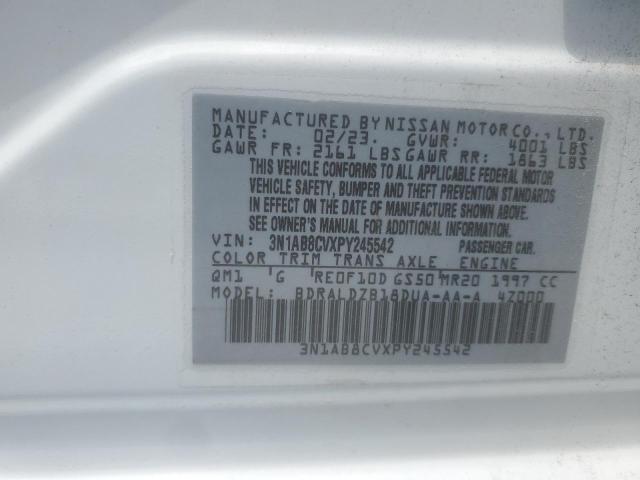 MANUFACTURED BY NISSAN MOTOR CO., LTD.
DATE: 02/23. GVWR: 4001 LBS
GAWR FR: 2161 LBS GAWR RR: 1863 LBS
THIS VEHICLE CONFORMS TO ALL APPLICABLE FEDERAL MOTOR
VEHICLE SAFETY, BUMPER AND THEFT PREVENTION STANDARDS
IN EFFECT ON THE DATE OF MANUFACTURE SHOWN ABOVE.
SEE OWNER'S MANUAL FOR ADDITIONAL INFORMATION.
VIN: 3N1AB8CVXPY245542 PASSENGER CAR.
COLOR TRIM TRANS AXLE ENGINE
QM1 G RE0F10D GS50 MR20 1997 CC
MODEL: BDRALDZB18DUA-AA-A 4Z000
3N1AB8CVXPY245542